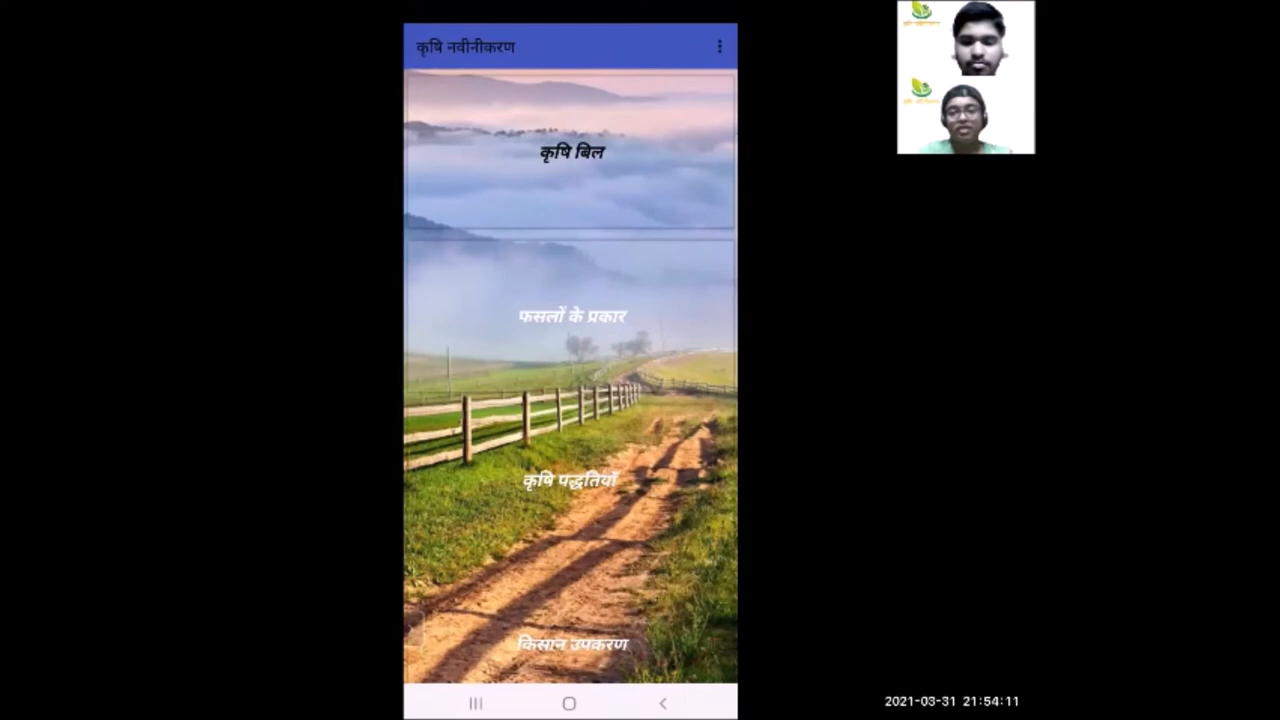 कृषि नवीनीकरण
कृषि बिल
फसलों के प्रकार
कृषि पद्धतियाँ
किसान उपकरण
2021-03-31 21:54:11